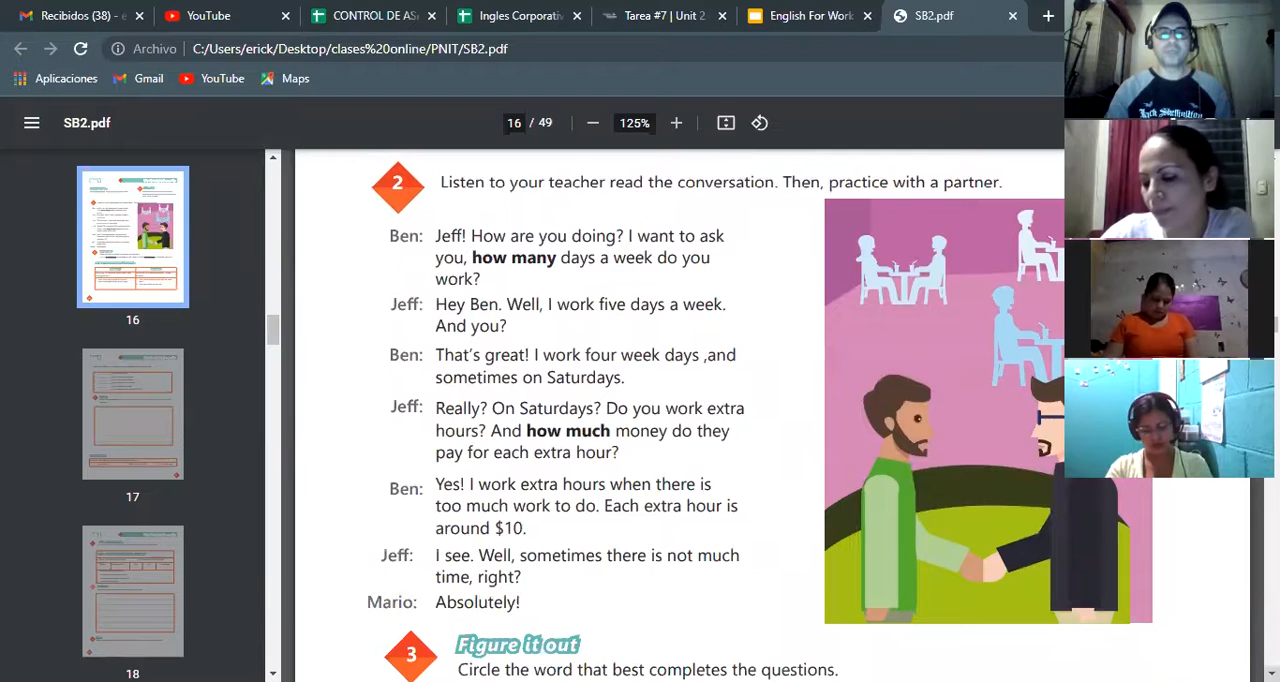 Recibidos (38) - e
YouTube
CONTROL DE AS
Ingles Corporativ
Tarea #7 | Unit 2
English For Work
SB2.pdf
Archivo C:/Users/erick/Desktop/clases%20online/PNIT/SB2.pdf
Aplicaciones Gmail YouTube Maps
SB2.pdf 16 / 49 125%
16
17
18
2 Listen to your teacher read the conversation. Then, practice with a partner.
Ben: Jeff! How are you doing? I want to ask
you, how many days a week do you
work?
Jeff: Hey Ben. Well, I work five days a week.
And you?
Ben: That's great! I work four week days ,and
sometimes on Saturdays.
Jeff: Really? On Saturdays? Do you work extra
hours? And how much money do they
pay for each extra hour?
Ben: Yes! I work extra hours when there is
too much work to do. Each extra hour is
around $10.
Jeff: I see. Well, sometimes there is not much
time, right?
Mario: Absolutely!
3 Figure it out
Circle the word that best completes the questions.